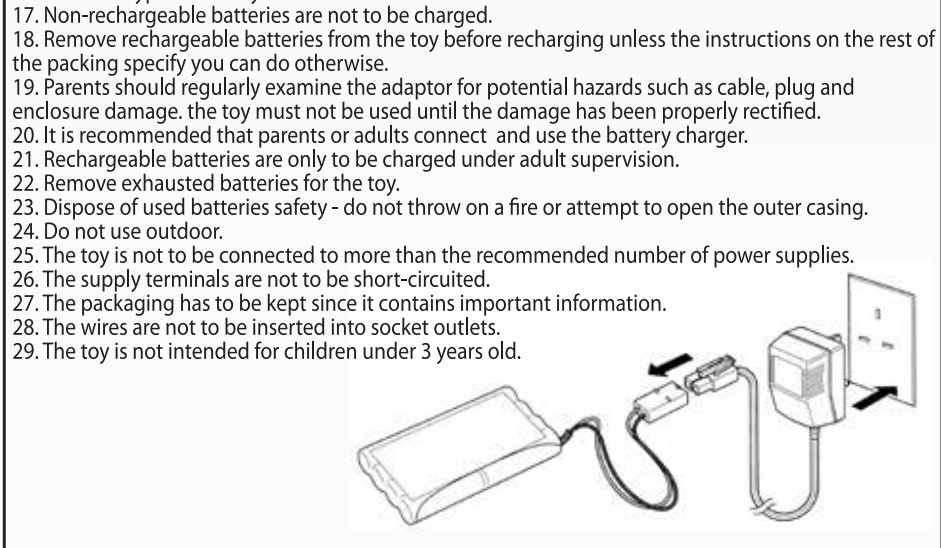 17. Non-rechargeable batteries are not to be charged.
18. Remove rechargeable batteries from the toy before recharging unless the instructions on the rest of
the packing specify you can do otherwise.
19. Parents should regularly examine the adaptor for potential hazards such as cable, plug and
enclosure damage. the toy must not be used until the damage has been properly rectified.
20. It is recommended that parents or adults connect and use the battery charger.
21. Rechargeable batteries are only to be charged under adult supervision.
22. Remove exhausted batteries for the toy.
23. Dispose of used batteries safety - do not throw on a fire or attempt to open the outer casing.
24. Do not use outdoor.
25. The toy is not to be connected to more than the recommended number of power supplies.
26. The supply terminals are not to be short-circuited.
27. The packaging has to be kept since it contains important information.
28. The wires are not to be inserted into socket outlets.
29. The toy is not intended for children under 3 years old.